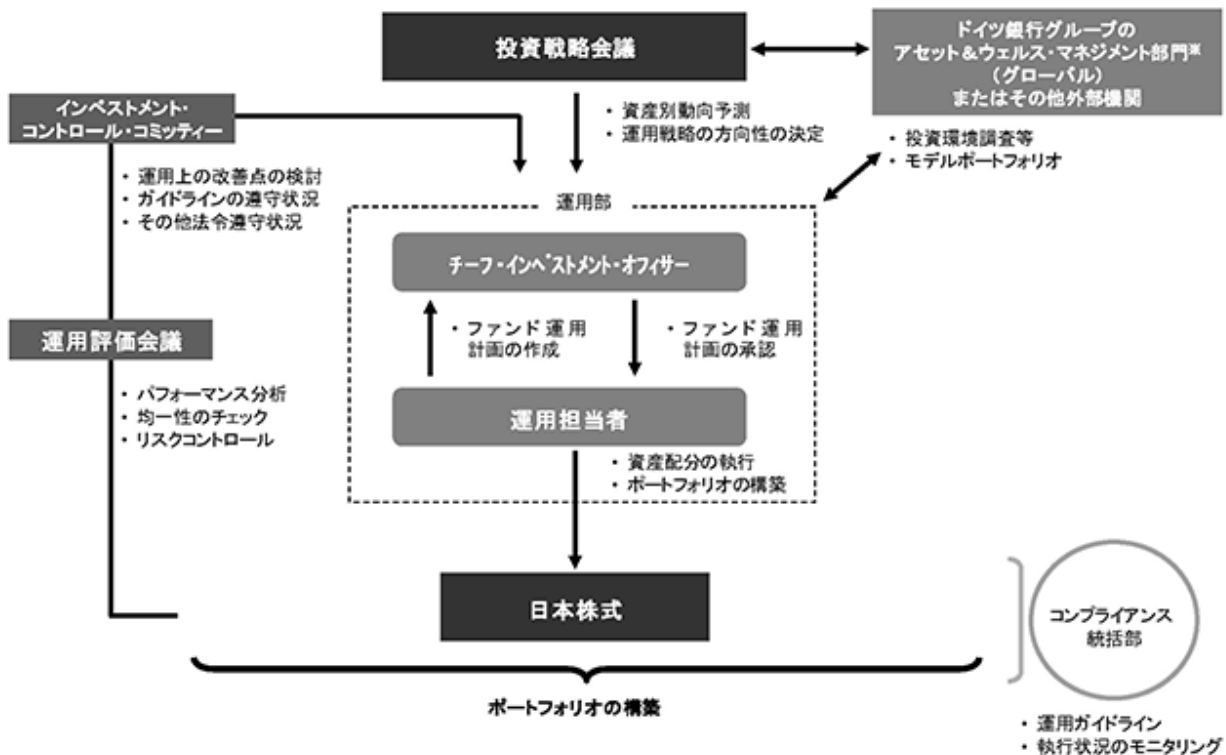 投資戦略会議
ドイツ銀行グループの
アセット＆ウェルス・マネジメント部門※
（グローバル）
またはその他外部機関
インベストメント・
コントロール・コミッティー
・ 資産別動向予測
・ 運用戦略の方向性の決定
・ 投資環境調査等
・ モデルポートフォリオ
・ 運用上の改善点の検討
・ ガイドラインの遵守状況
・ その他法令遵守状況
運用部
チーフ・インベストメント・オフィサー
・ ファンド運用
計画の作成
・ ファンド運用
計画の承認
運用評価会議
・ パフォーマンス分析
・ 均一性のチェック
・ リスクコントロール
運用担当者
・ 資産配分の執行
・ ポートフォリオの構築
日本株式
コンプライアンス
統括部
ポートフォリオの構築
・ 運用ガイドライン
・ 執行状況のモニタリング